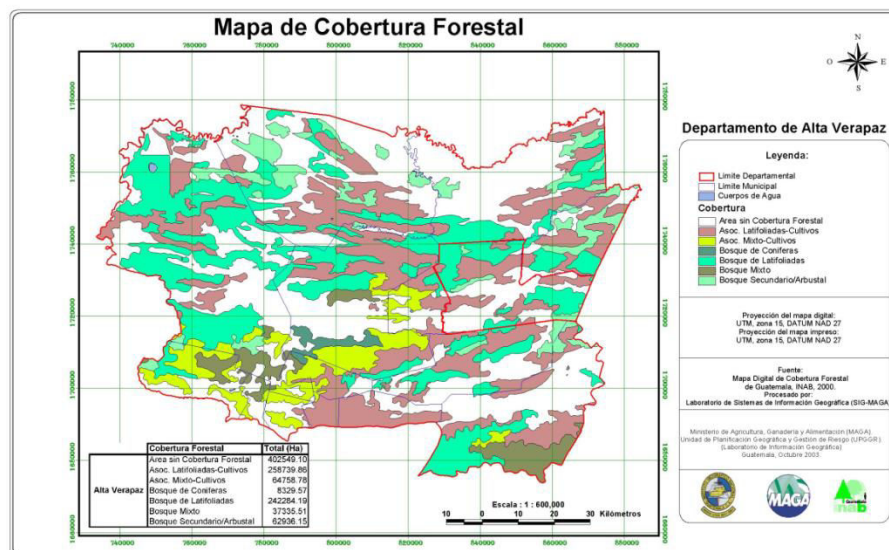 Mapa de Cobertura Forestal
740000 760000 780000 800000 820000 840000 860000 880000
N
O E
S
Departamento de Alta Verapaz
Leyenda:
Limite Departamental
Limite Municipal
Cuerpos de Agua
Cobertura
Area sin Cobertura Forestal
Asoc. Latifoliadas-Cultivos
Asoc. Mixto-Cultivos
Bosque de Coniferas
Bosque de Latifoliadas
Bosque Mixto
Bosque Secundario/Arbustal
Proyección del mapa digital:
UTM, zona 15, DATUM NAD 27
Proyección del mapa impreso:
UTM, zona 15, DATUM NAD 27
Fuente:
Mapa Digital de Cobertura Forestal
de Guatemala, INAB, 2000.
Procesado por:
Laboratorio de Sistemas de Información Geográfica (SIG-MAGA)
Ministerio de Agricultura, Ganadería y Alimentación (MAGA)
Unidad de Planificación Geográfica y Gestión de Riesgo (UPGGR)
(Laboratorio de Información Geográfica)
Guatemala, Octubre 2003.
MAGA
inab
Cobertura Forestal Total (Ha)
Alta Verapaz
Area sin Cobertura Forestal 402549.10
Asoc. Latifoliadas-Cultivos 258739.86
Asoc. Mixto-Cultivos 64758.78
Bosque de Coniferas 8329.57
Bosque de Latifoliadas 242284.19
Bosque Mixto 37335.51
Bosque Secundario/Arbustal 62936.15
Escala : 1 : 600,000
10 0 10 20 30 Kilómetros
740000 760000 780000 800000 820000 840000 860000 880000